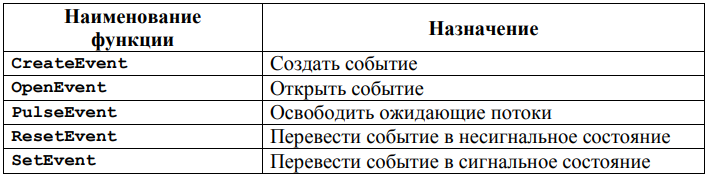 Наименование функции
Назначение
CreateEvent
Создать событие
OpenEvent
Открыть событие
PulseEvent
Освободить ожидающие потоки
ResetEvent
Перевести событие в несигнальное состояние
SetEvent
Перевести событие в сигнальное состояние